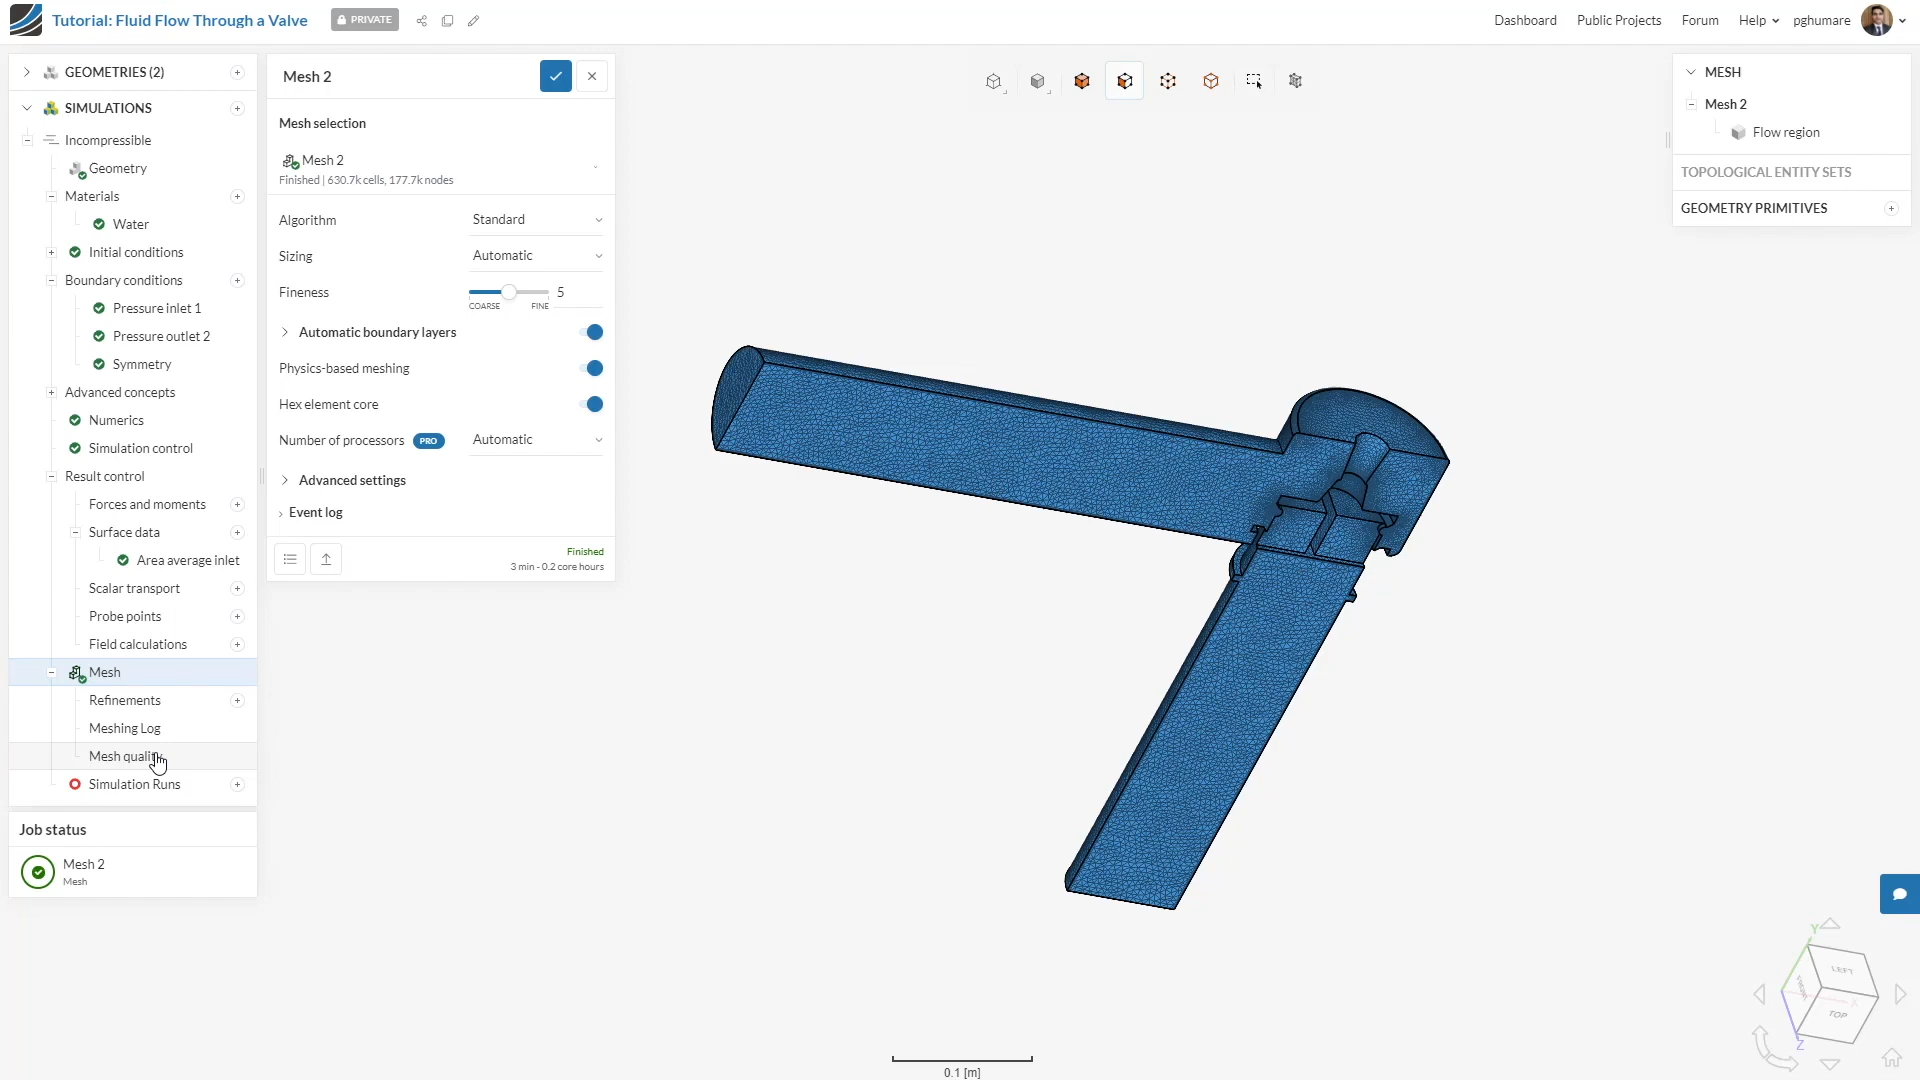 Tutorial: Fluid Flow Through a Valve
PRIVATE
Dashboard
Public Projects
Forum
Help
pghumare
GEOMETRIES (2)
SIMULATIONS
Incompressible
Geometry
Materials
Water
Initial conditions
Boundary conditions
Pressure inlet 1
Pressure outlet 2
Symmetry
Advanced concepts
Numerics
Simulation control
Result control
Forces and moments
Surface data
Area average inlet
Scalar transport
Probe points
Field calculations
Mesh
Refinements
Meshing Log
Mesh quality
Simulation Runs
Job status
Mesh 2
Mesh
Mesh 2
Mesh selection
Mesh 2
Finished | 630.7k cells, 177.7k nodes
Algorithm Standard
Sizing Automatic
Fineness 5
COARSE FINE
Automatic boundary layers
Physics-based meshing
Hex element core
Number of processors PRO Automatic
Advanced settings
Event log
Finished
3 min - 0.2 core hours
MESH
Mesh 2
Flow region
TOPOLOGICAL ENTITY SETS
GEOMETRY PRIMITIVES
0.1 [m]
Y
LEFT
X
TOP
Z